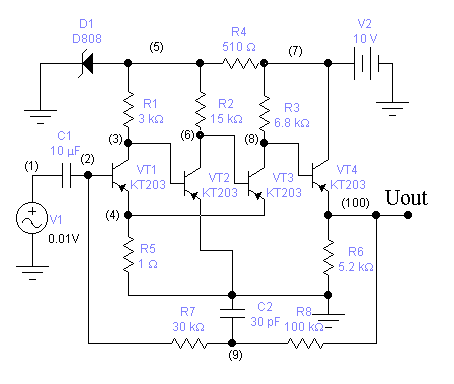 D1
D808
(5)
R4
510 Ω
(7)
V2
10 V
R1
3 kΩ
R2
15 kΩ
R3
6.8 kΩ
C1
10 µF
(1)
(2)
(3)
(6)
(8)
VT1
KT203
VT2
KT203
VT3
KT203
VT4
KT203
V1
0.01V
(4)
(100)
Uout
R5
1 Ω
R6
5.2 kΩ
C2
30 pF
R7
30 kΩ
R8
100 kΩ
(9)